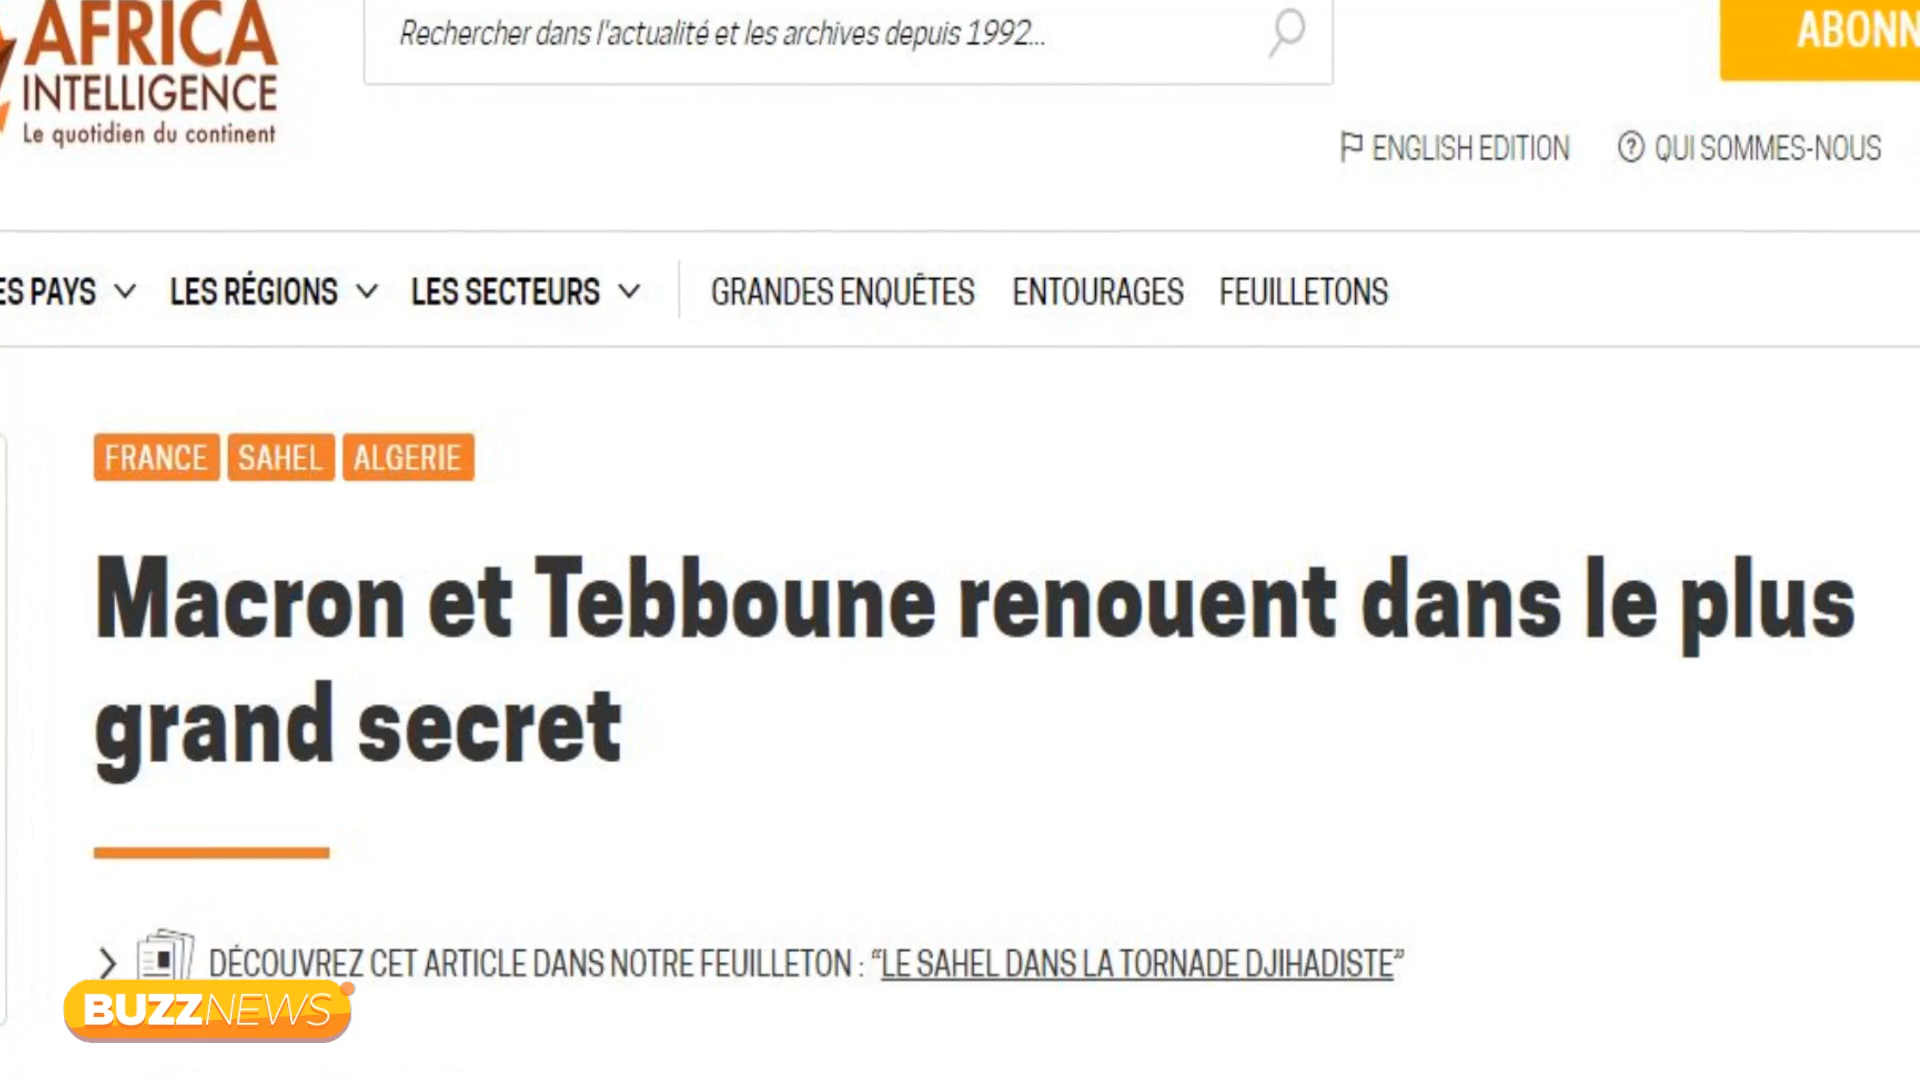 AFRICA
INTELLIGENCE
Le quotidien du continent
Rechercher dans l'actualité et les archives depuis 1992...
ABONN
ENGLISH EDITION
QUI SOMMES-NOUS
ES PAYS
LES RÉGIONS
LES SECTEURS
GRANDES ENQUÊTES
ENTOURAGES
FEUILLETONS
FRANCE
SAHEL
ALGERIE
Macron et Tebboune renouent dans le plus
grand secret
DÉCOUVREZ CET ARTICLE DANS NOTRE FEUILLETON : “LE SAHEL DANS LA TORNADE DJIHADISTE”
BUZZNEWS